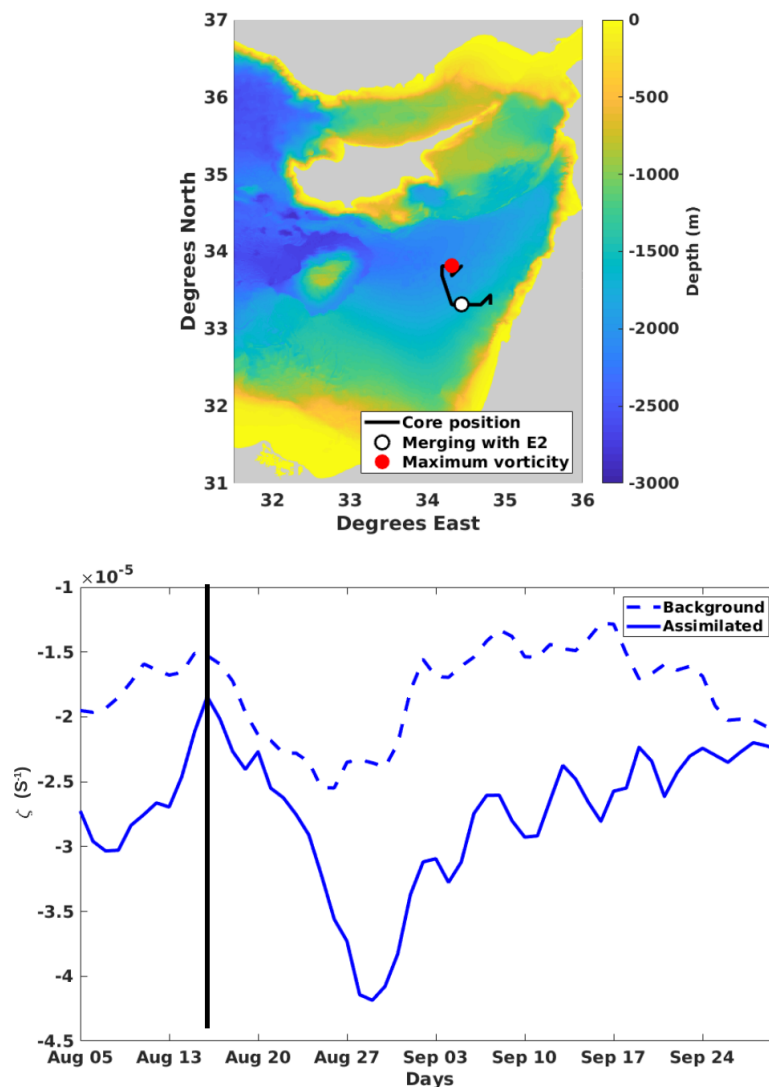 37
36
35
34
33
32
31
Degrees North
32
33
34
35
36
Degrees East
Core position
Merging with E2
Maximum vorticity
0
-500
-1000
-1500
-2000
-2500
-3000
Depth (m)
×10⁻⁵
-1
-1.5
-2
-2.5
-3
-3.5
-4
-4.5
ζ (S⁻¹)
Background
Assimilated
Aug 05
Aug 13
Aug 20
Aug 27
Sep 03
Sep 10
Sep 17
Sep 24
Days